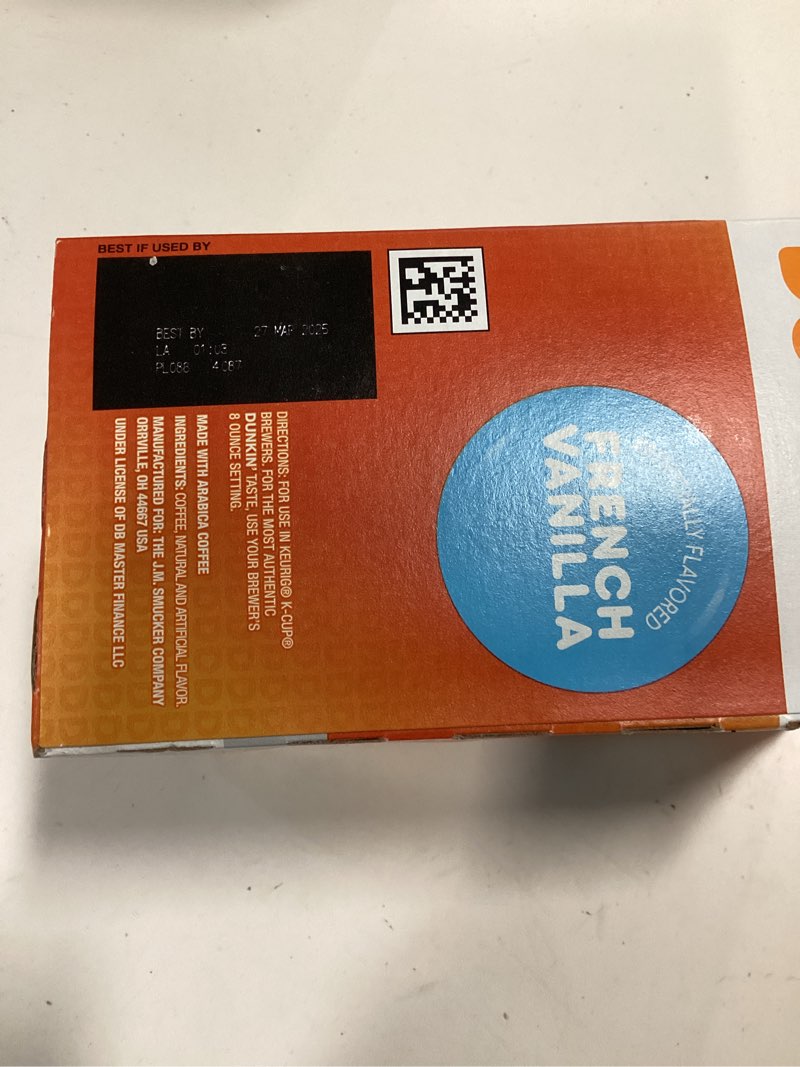 BEST IF USED BY
BEST BY 27 MAR 2025
LA 01:03
PL088 4087
FLAVORED
FRENCH
VANILLA
DIRECTIONS: FOR USE IN KEURIG® K-CUP®
BREWERS. FOR THE MOST AUTHENTIC
DUNKIN' TASTE, USE YOUR BREWER'S
8 OUNCE SETTING.
MADE WITH ARABICA COFFEE
INGREDIENTS: COFFEE, NATURAL AND ARTIFICIAL FLAVOR.
MANUFACTURED FOR: THE J.M. SMUCKER COMPANY
ORRVILLE, OH 44667 USA
UNDER LICENSE OF DB MASTER FINANCE LLC